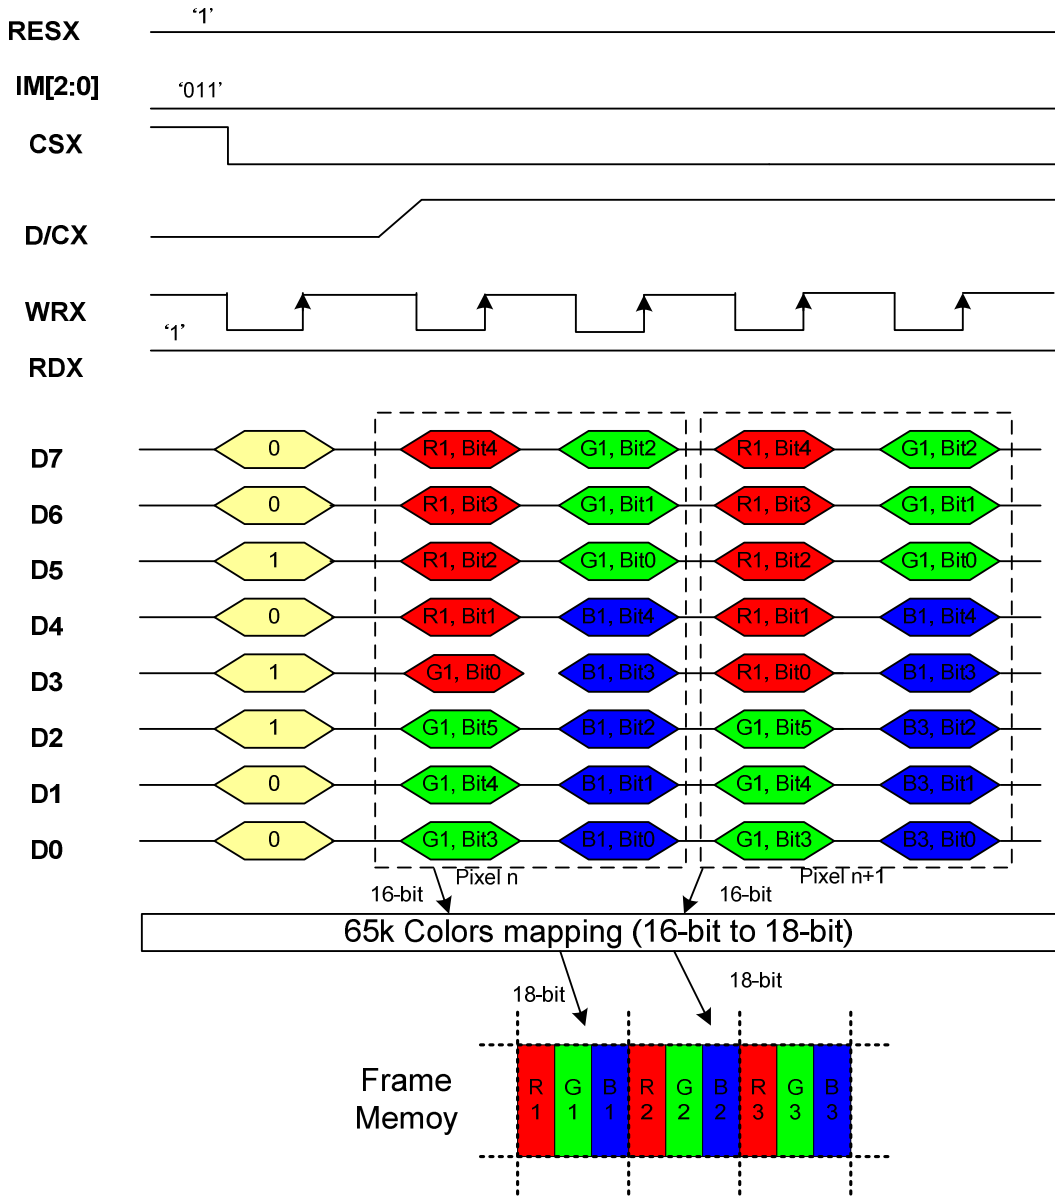 ‘1’
RESX
IM[2:0]
‘011’
CSX
D/CX
WRX
‘1’
RDX
D7 0 R1, Bit4 G1, Bit2 R1, Bit4 G1, Bit2
D6 0 R1, Bit3 G1, Bit1 R1, Bit3 G1, Bit1
D5 1 R1, Bit2 G1, Bit0 R1, Bit2 G1, Bit0
D4 0 R1, Bit1 B1, Bit4 R1, Bit1 B1, Bit4
D3 1 G1, Bit0 B1, Bit3 R1, Bit0 B1, Bit3
D2 1 G1, Bit5 B1, Bit2 G1, Bit5 B3, Bit2
D1 0 G1, Bit4 B1, Bit1 G1, Bit4 B3, Bit1
D0 0 G1, Bit3 B1, Bit0 G1, Bit3 B3, Bit0
Pixel n Pixel n+1
16-bit 16-bit
65k Colors mapping (16-bit to 18-bit)
18-bit 18-bit
Frame
Memoy
R G B R G B R G B
1 1 1 2 2 2 3 3 3